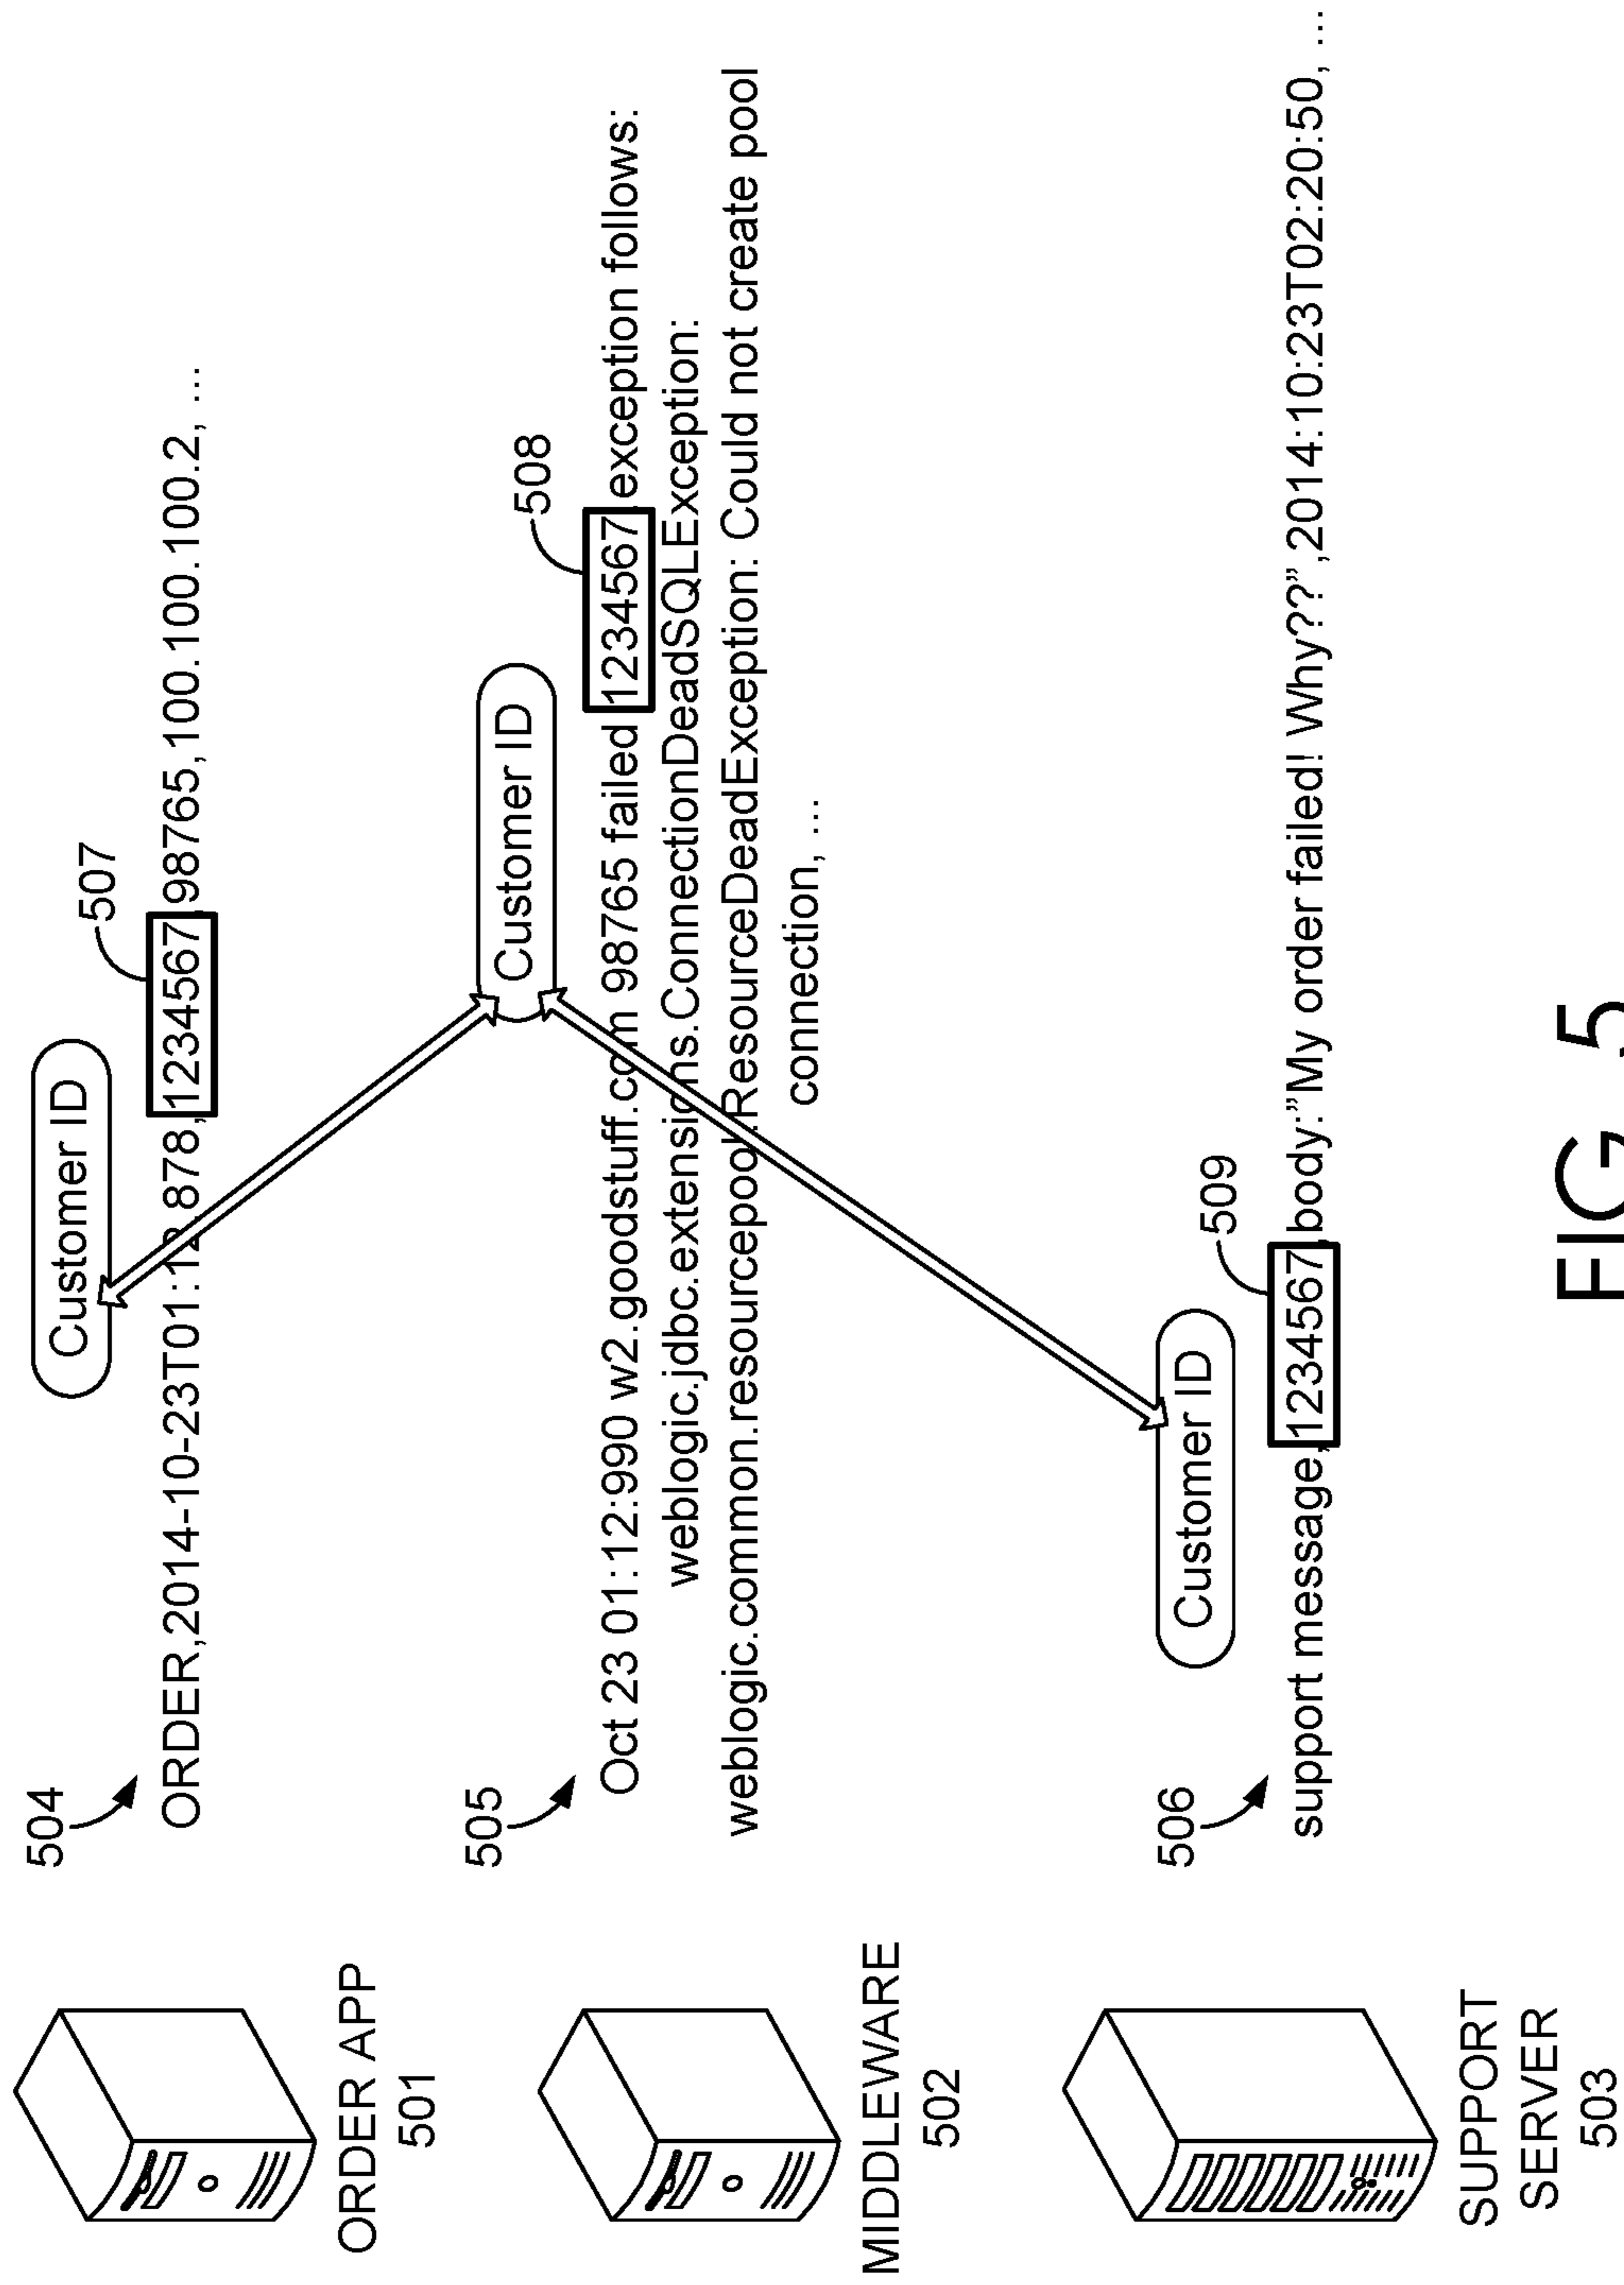 504
Customer ID
507
ORDER,2014-10-23T01:12:878,1234567,98765,100.100.100.2, …
ORDER APP
501
505
Customer ID
508
Oct 23 01:12:990 w2.goodstuff.com 98765 failed 1234567 exception follows:
weblogic.jdbc.extensions.ConnectionDeadSQLException:
weblogic.common.resourcepool.ResourceDeadException: Could not create pool
connection, …
MIDDLEWARE
502
506
Customer ID
509
support message,1234567,body:”My order failed! Why??”,2014:10:23T02:20:50, …
SUPPORT
SERVER
503
FIG. 5